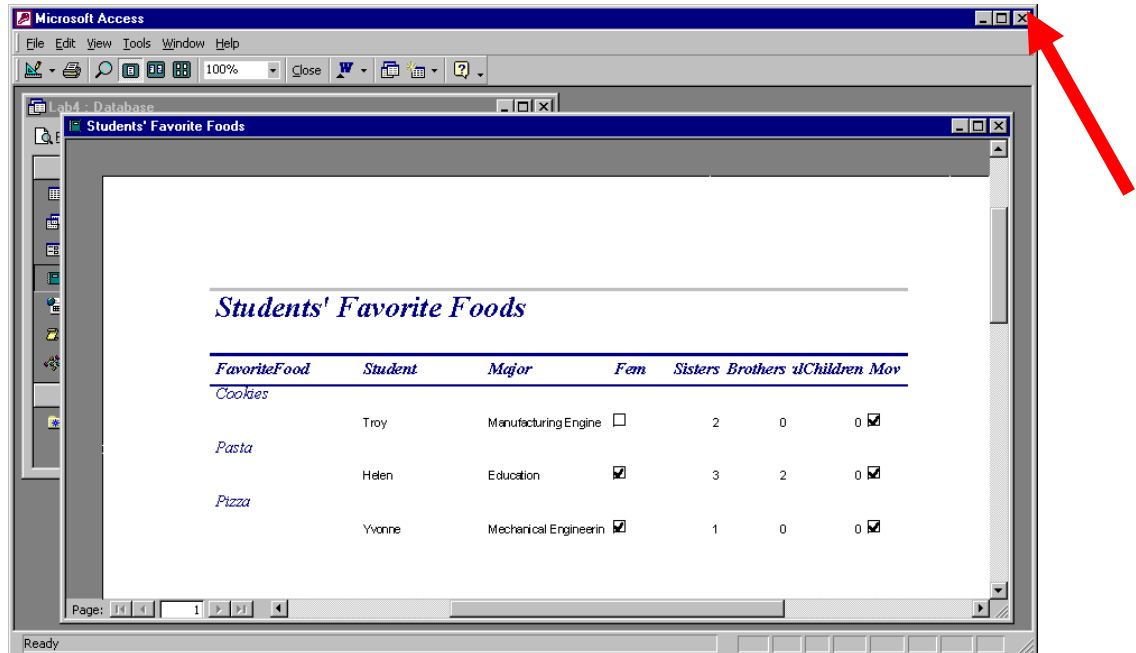 Microsoft Access
File Edit View Tools Window Help
100% Close
Lab4 : Database
Students' Favorite Foods
Students' Favorite Foods
FavoriteFood Student Major Fem Sisters Brothers Children Mov
Cookies
Troy Manufacturing Engine 2 0 0
Pasta
Helen Education 3 2 0
Pizza
Yvonne Mechanical Engineerin 1 0 0
Page: 1
Ready